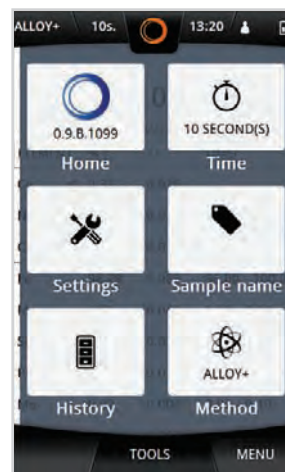 ALLOY+ 10s. 13:20
0.9.B.1099 10 SECOND(S)
Home Time
Settings Sample name
ALLOY+
History Method
TOOLS MENU